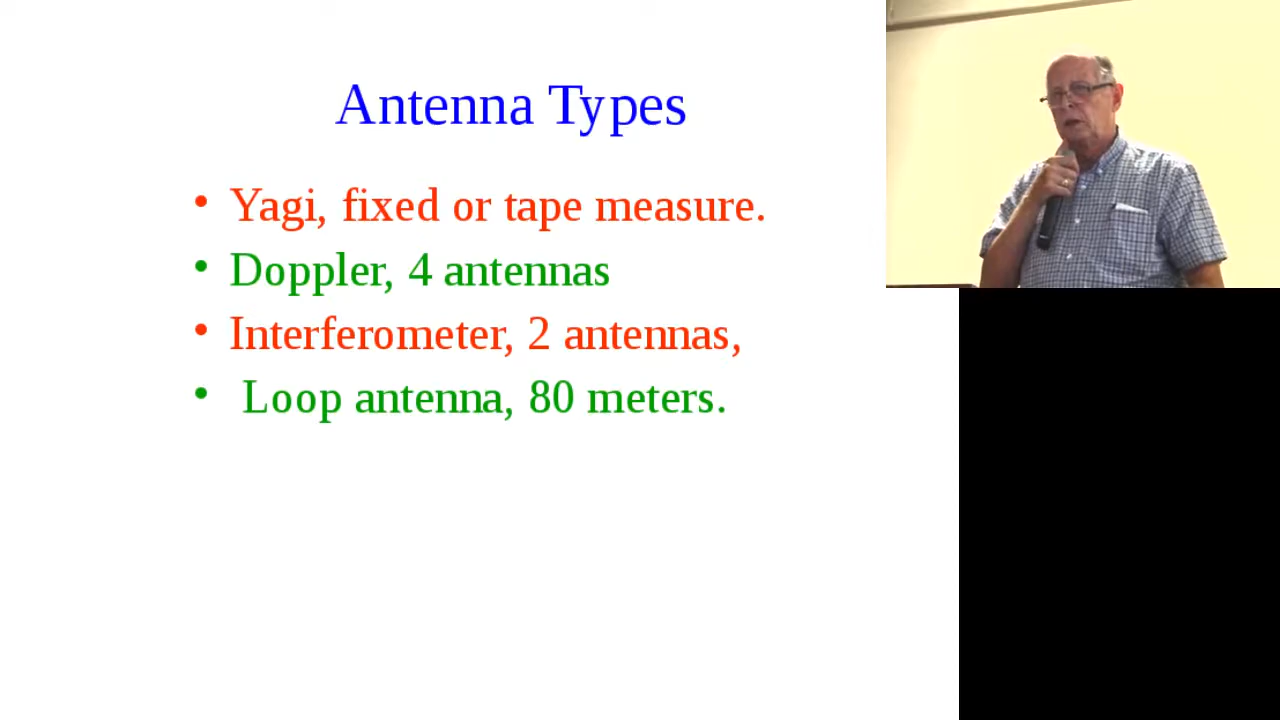 Antenna Types
• Yagi, fixed or tape measure.
• Doppler, 4 antennas
• Interferometer, 2 antennas,
• Loop antenna, 80 meters.